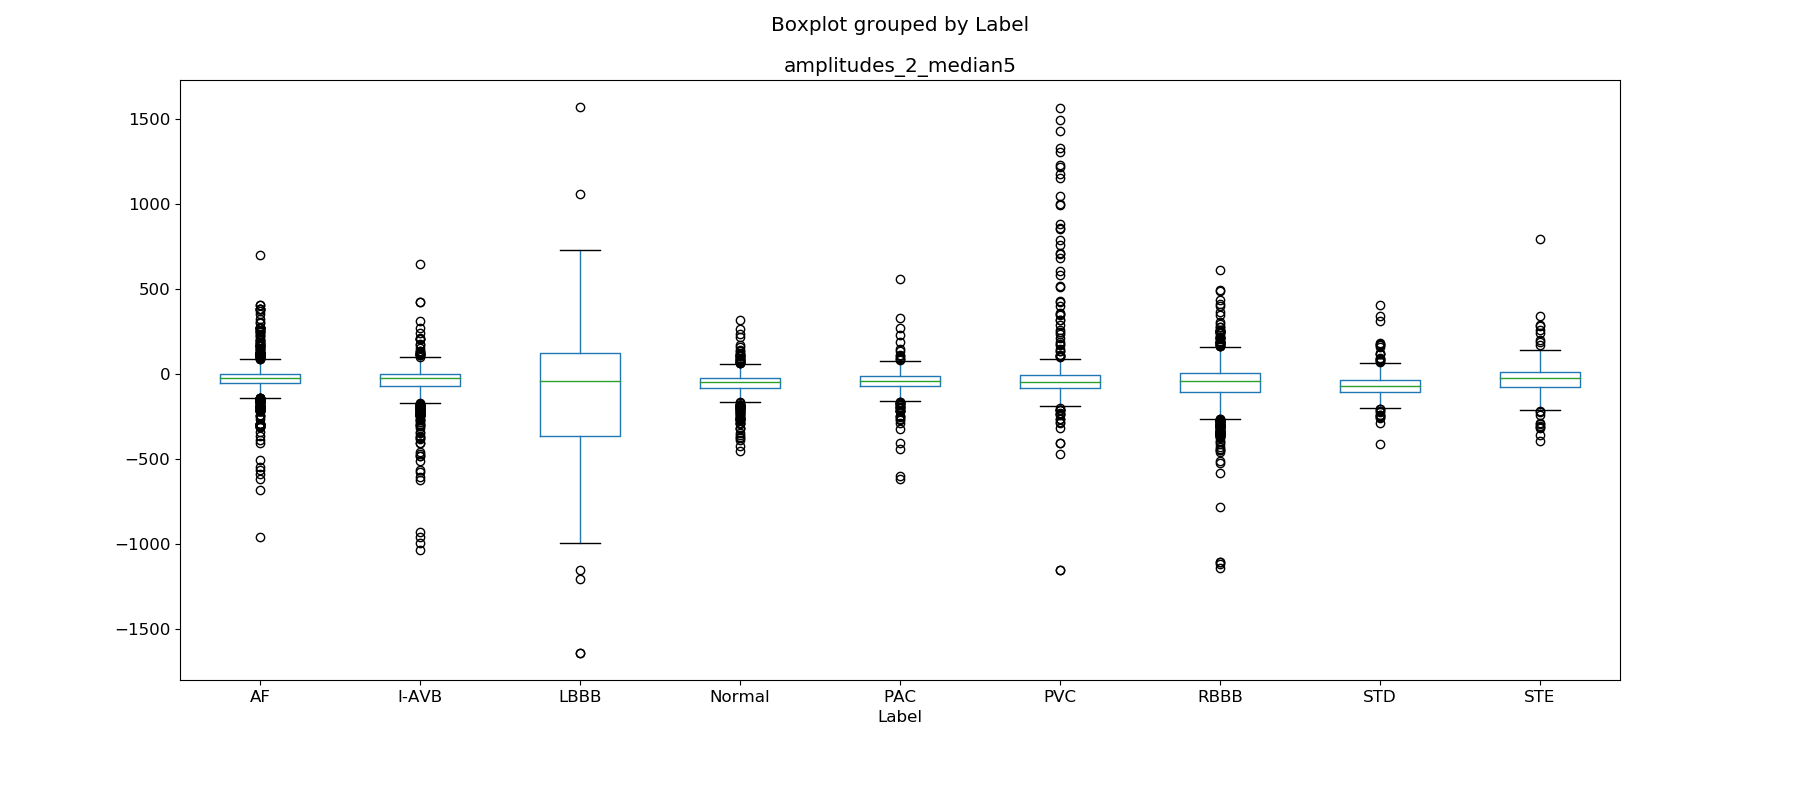 Boxplot grouped by Label
amplitudes_2_median5
1500
1000
500
0
−500
−1000
−1500
AF I-AVB LBBB Normal PAC PVC RBBB STD STE
Label